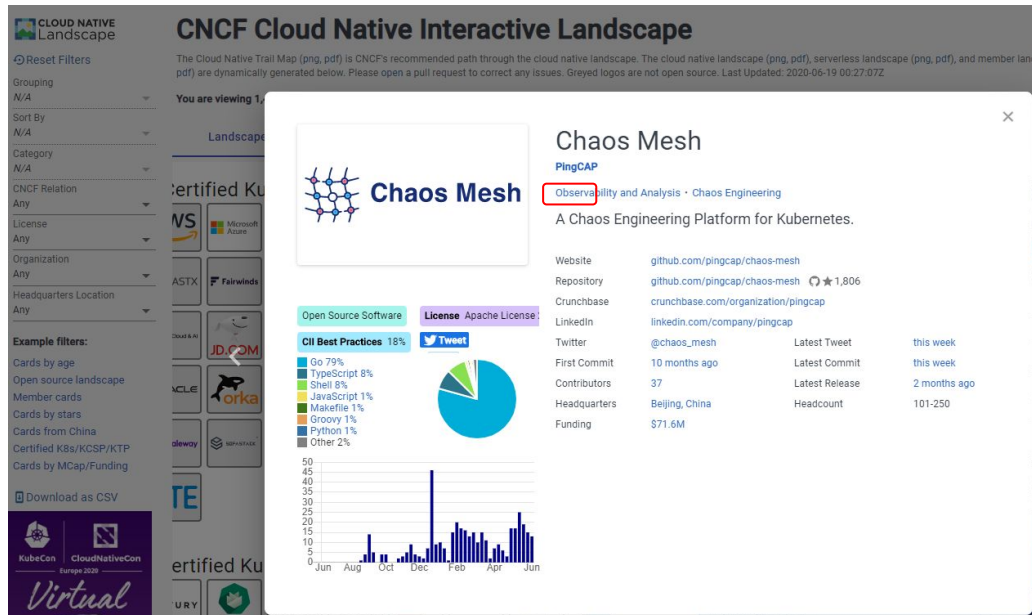 CLOUD NATIVE
Landscape
CNCF Cloud Native Interactive Landscape
Reset Filters
The Cloud Native Trail Map (png, pdf) is CNCF's recommended path through the cloud native landscape. The cloud native landscape (png, pdf), serverless landscape (png, pdf), and member lan
pdf) are dynamically generated below. Please open a pull request to correct any issues. Greyed logos are not open source. Last Updated: 2020-06-19 00:27:07Z
Grouping
N/A
You are viewing 1,
Sort By
N/A
Landscape
Category
N/A
CNCF Relation
Any
License
Any
Organization
Any
Headquarters Location
Any
Example filters:
Cards by age
Open source landscape
Member cards
Cards by stars
Cards from China
Certified K8s/KCSP/KTP
Cards by MCap/Funding
Download as CSV
KubeCon
CloudNativeCon
Europe 2020
Virtual
Certified Ku
WS
Microsoft
Azure
ASTX
Fairwinds
Cloud & AI
JD.COM
ACLE
orka
aleway
SOFASTACK
TE
ertified Ku
URY
Chaos Mesh
Chaos Mesh
PingCAP
Observability and Analysis • Chaos Engineering
A Chaos Engineering Platform for Kubernetes.
Website github.com/pingcap/chaos-mesh
Repository github.com/pingcap/chaos-mesh 1,806
Crunchbase crunchbase.com/organization/pingcap
LinkedIn linkedin.com/company/pingcap
Twitter @chaos_mesh Latest Tweet this week
First Commit 10 months ago Latest Commit this week
Contributors 37 Latest Release 2 months ago
Headquarters Beijing, China Headcount 101-250
Funding $71.6M
Open Source Software
License Apache License
CII Best Practices 18%
Tweet
Go 79%
TypeScript 8%
Shell 8%
JavaScript 1%
Makefile 1%
Groovy 1%
Python 1%
Other 2%
50
45
40
35
30
25
20
15
10
5
0
Jun Aug Oct Dec Feb Apr Jun